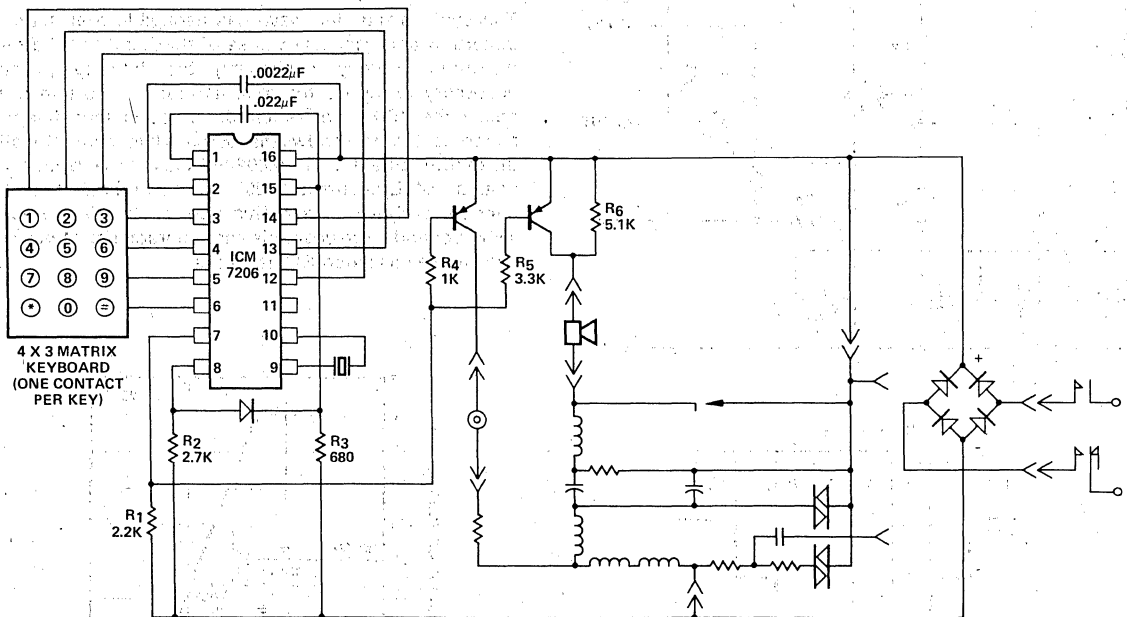 .0022µF
.022µF
1 16
2 15
3 14
4 13
5 12
6 11
7 10
8 9
ICM
7206
1 2 3
4 5 6
7 8 9
* 0 #
4 X 3 MATRIX
KEYBOARD
(ONE CONTACT
PER KEY)
R4
1K
R5
3.3K
R6
5.1K
+
-
R2
2.7K
R3
680
R1
2.2K